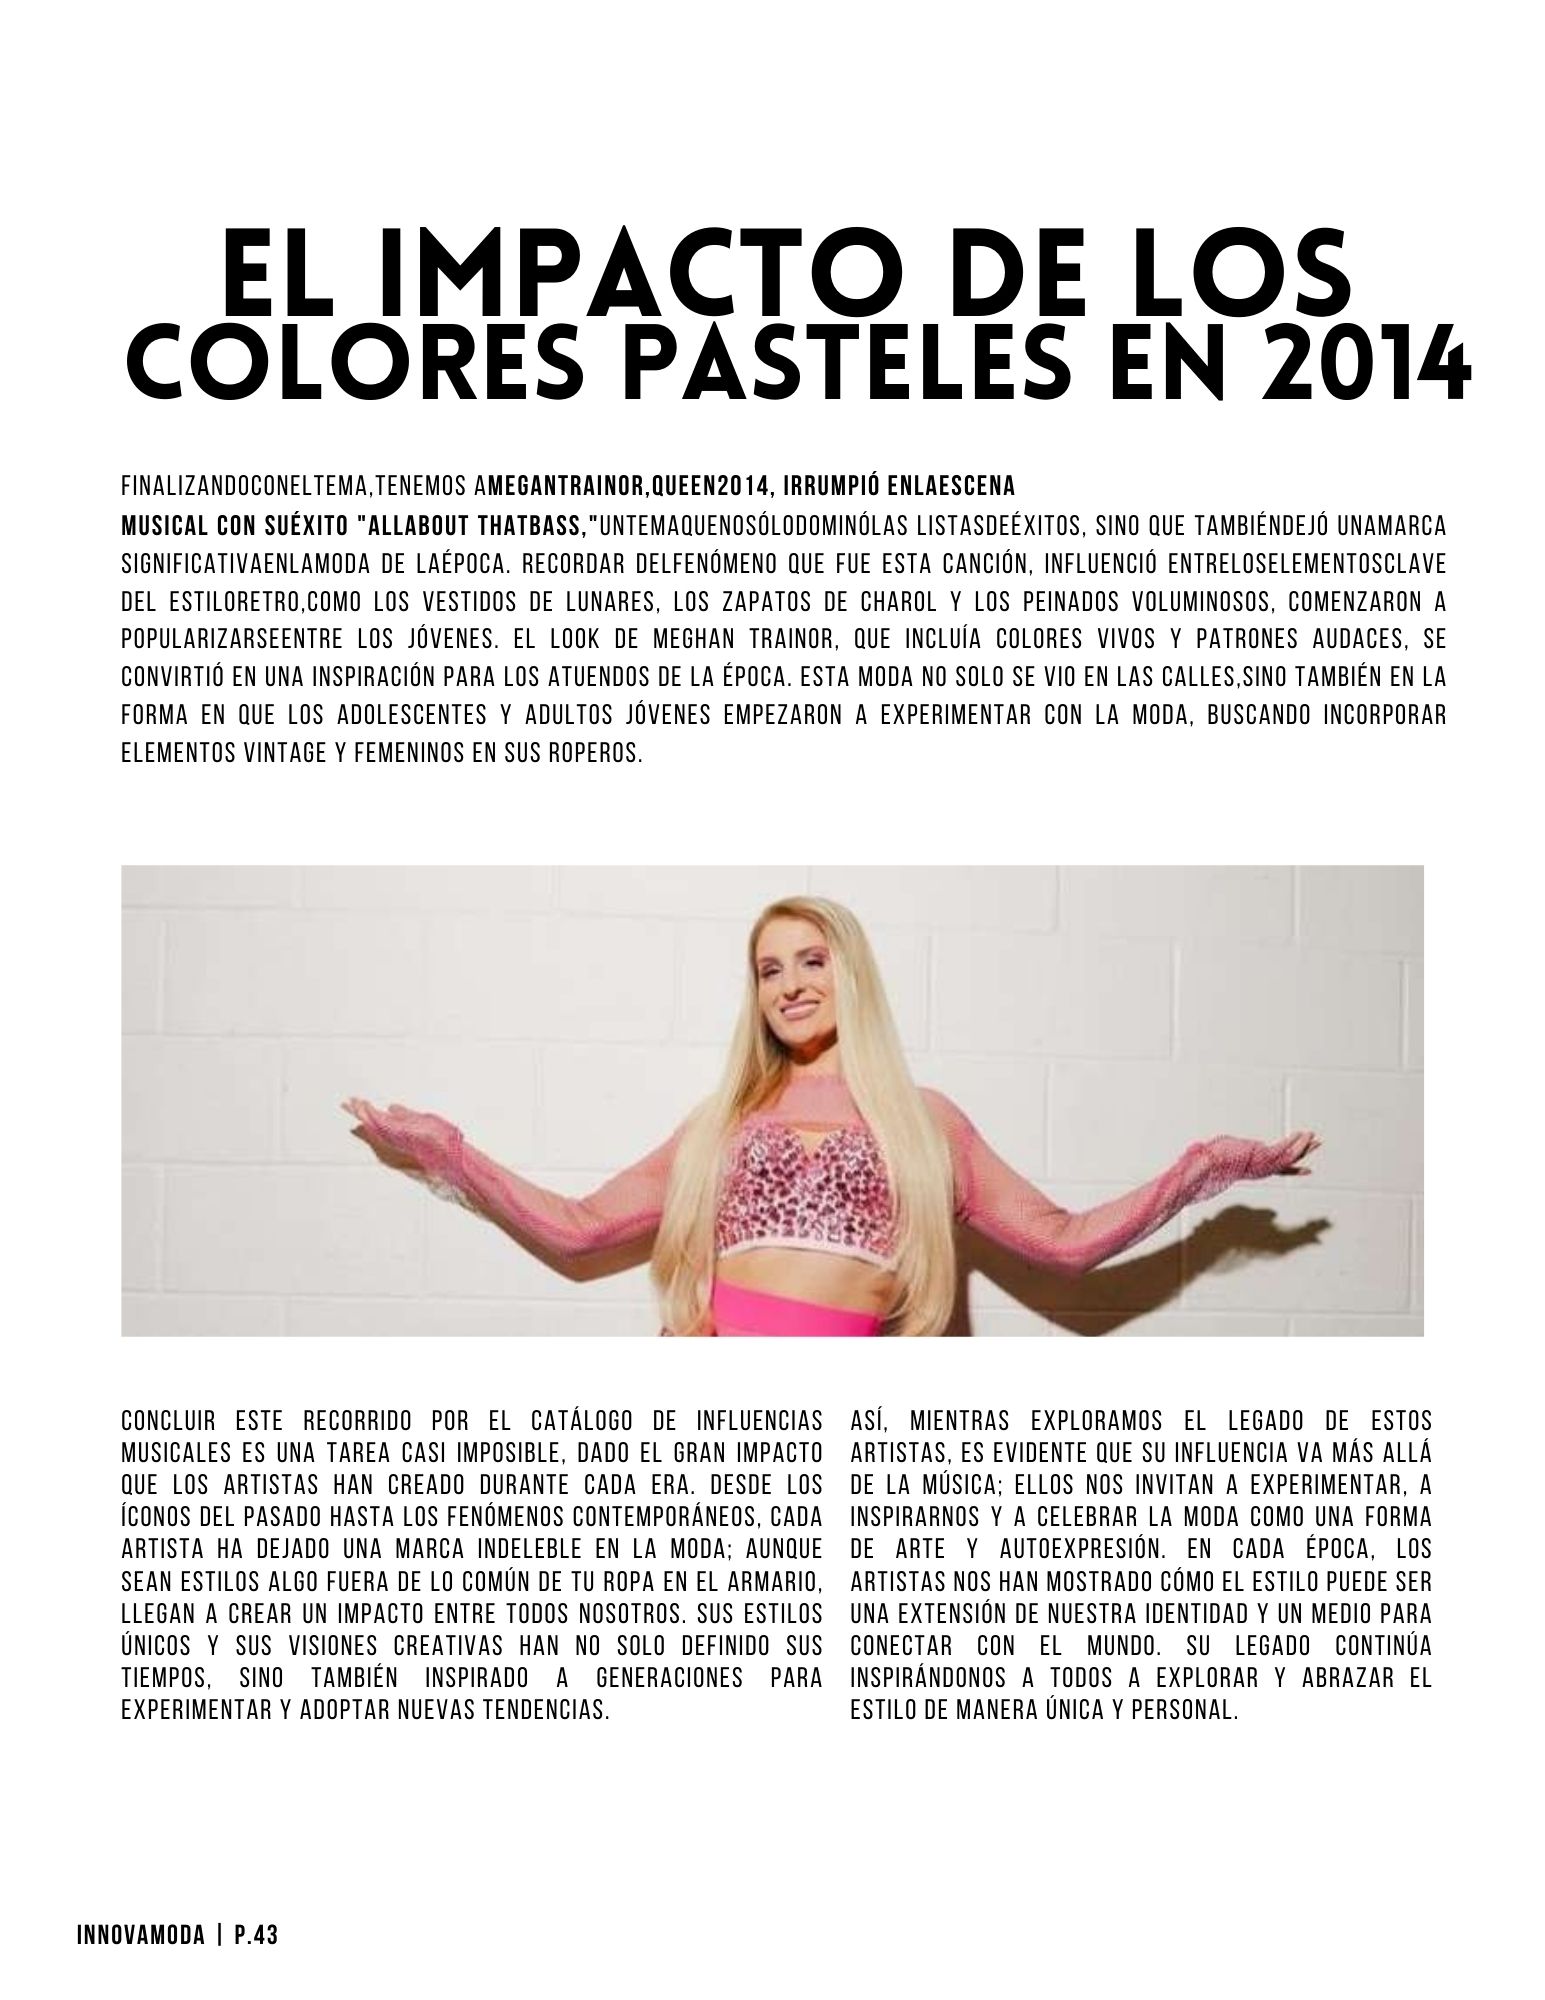 EL IMPACTO DE LOS
COLORES PASTELES EN 2014
FINALIZANDOCONELTEMA,TENEMOS AMEGANTRAINOR,QUEEN2014, IRRUMPIÓ ENLAESCENA
MUSICAL CON SUÉXITO "ALLABOUT THATBASS,"UNTEMAQUENOSÓLODOMINÓLAS LISTASDEÉXITOS, SINO QUE TAMBIÉNDEJÓ UNAMARCA
SIGNIFICATIVAENLAMODA DE LAÉPOCA. RECORDAR DELFENÓMENO QUE FUE ESTA CANCIÓN, INFLUENCIÓ ENTRELOSELEMENTOSCLAVE
DEL ESTILORETRO,COMO LOS VESTIDOS DE LUNARES, LOS ZAPATOS DE CHAROL Y LOS PEINADOS VOLUMINOSOS, COMENZARON A
POPULARIZARSEENTRE LOS JÓVENES. EL LOOK DE MEGHAN TRAINOR, QUE INCLUÍA COLORES VIVOS Y PATRONES AUDACES, SE
CONVIRTIÓ EN UNA INSPIRACIÓN PARA LOS ATUENDOS DE LA ÉPOCA. ESTA MODA NO SOLO SE VIO EN LAS CALLES,SINO TAMBIÉN EN LA
FORMA EN QUE LOS ADOLESCENTES Y ADULTOS JÓVENES EMPEZARON A EXPERIMENTAR CON LA MODA, BUSCANDO INCORPORAR
ELEMENTOS VINTAGE Y FEMENINOS EN SUS ROPEROS.
CONCLUIR ESTE RECORRIDO POR EL CATÁLOGO DE INFLUENCIAS
MUSICALES ES UNA TAREA CASI IMPOSIBLE, DADO EL GRAN IMPACTO
QUE LOS ARTISTAS HAN CREADO DURANTE CADA ERA. DESDE LOS
ÍCONOS DEL PASADO HASTA LOS FENÓMENOS CONTEMPORÁNEOS, CADA
ARTISTA HA DEJADO UNA MARCA INDELEBLE EN LA MODA; AUNQUE
SEAN ESTILOS ALGO FUERA DE LO COMÚN DE TU ROPA EN EL ARMARIO,
LLEGAN A CREAR UN IMPACTO ENTRE TODOS NOSOTROS. SUS ESTILOS
ÚNICOS Y SUS VISIONES CREATIVAS HAN NO SOLO DEFINIDO SUS
TIEMPOS, SINO TAMBIÉN INSPIRADO A GENERACIONES PARA
EXPERIMENTAR Y ADOPTAR NUEVAS TENDENCIAS.
ASÍ, MIENTRAS EXPLORAMOS EL LEGADO DE ESTOS
ARTISTAS, ES EVIDENTE QUE SU INFLUENCIA VA MÁS ALLÁ
DE LA MÚSICA; ELLOS NOS INVITAN A EXPERIMENTAR, A
INSPIRARNOS Y A CELEBRAR LA MODA COMO UNA FORMA
DE ARTE Y AUTOEXPRESIÓN. EN CADA ÉPOCA, LOS
ARTISTAS NOS HAN MOSTRADO CÓMO EL ESTILO PUEDE SER
UNA EXTENSIÓN DE NUESTRA IDENTIDAD Y UN MEDIO PARA
CONECTAR CON EL MUNDO. SU LEGADO CONTINÚA
INSPIRÁNDONOS A TODOS A EXPLORAR Y ABRAZAR EL
ESTILO DE MANERA ÚNICA Y PERSONAL.
INNOVAMODA | P.43